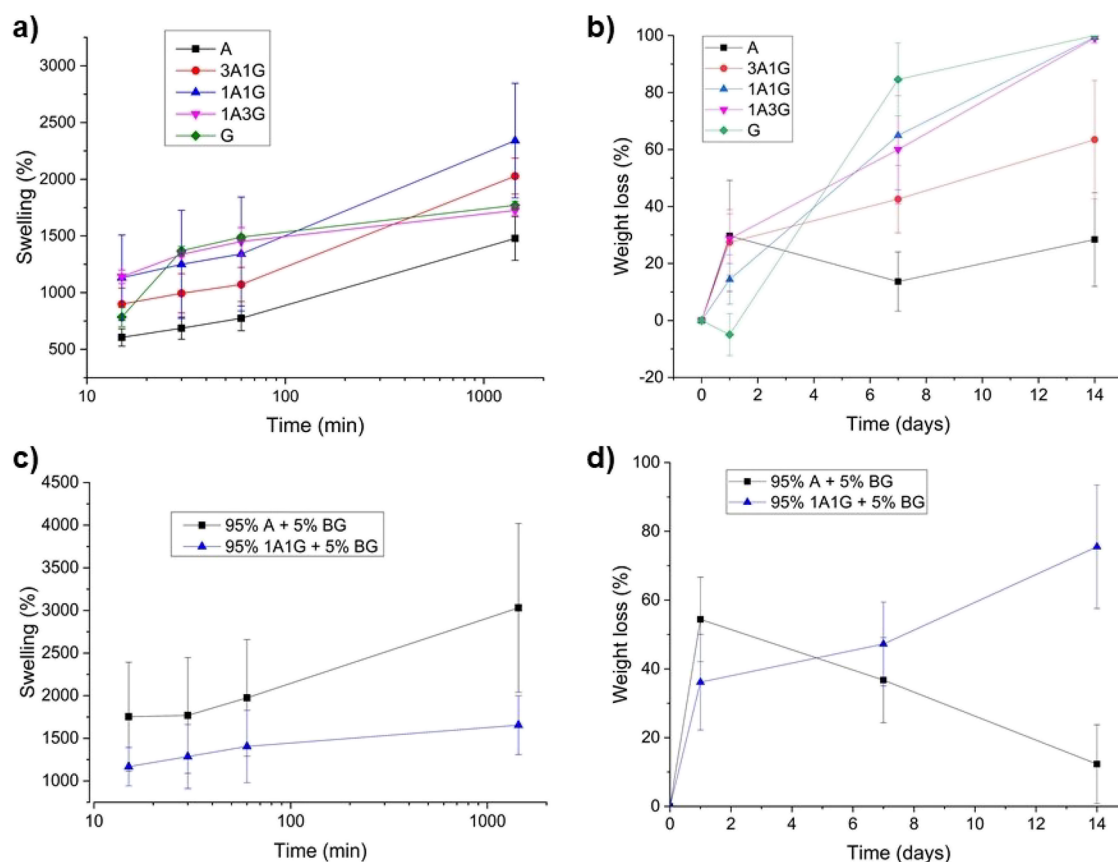 a)
A
3A1G
1A1G
1A3G
G
3000
2500
2000
1500
1000
500
Swelling (%)
10
100
1000
Time (min)
b)
A
3A1G
1A1G
1A3G
G
100
80
60
40
20
0
-20
Weight loss (%)
0
2
4
6
8
10
12
14
Time (days)
c)
95% A + 5% BG
95% 1A1G + 5% BG
4500
4000
3500
3000
2500
2000
1500
1000
Swelling (%)
10
100
1000
Time (min)
d)
95% A + 5% BG
95% 1A1G + 5% BG
100
80
60
40
20
0
Weight loss (%)
0
2
4
6
8
10
12
14
Time (days)